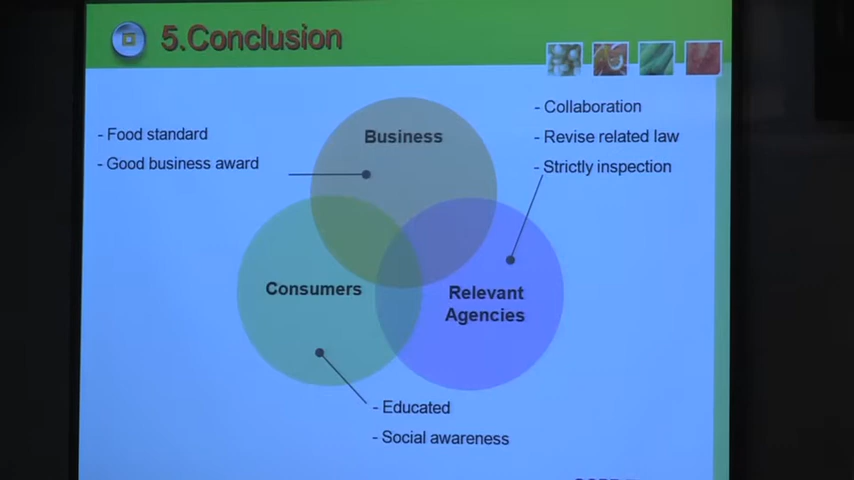 5.Conclusion
- Food standard
- Good business award
Business
- Collaboration
- Revise related law
- Strictly inspection
Consumers
Relevant
Agencies
- Educated
- Social awareness